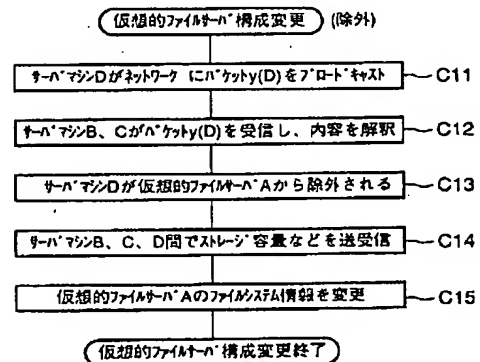 仮想的ファイルサーバ構成変更 (除外)
サーバマシンDがネットワーク にパケットy(D)をブロードキャスト C11
サーバマシンB、Cがパケットy(D)を受信し、内容を解釈 C12
サーバマシンDが仮想的ファイルサーバAから除外される C13
サーバマシンB、C、D間でストレージ容量などを送受信 C14
仮想的ファイルサーバAのファイルシステム情報を変更 C15
仮想的ファイルサーバ構成変更終了